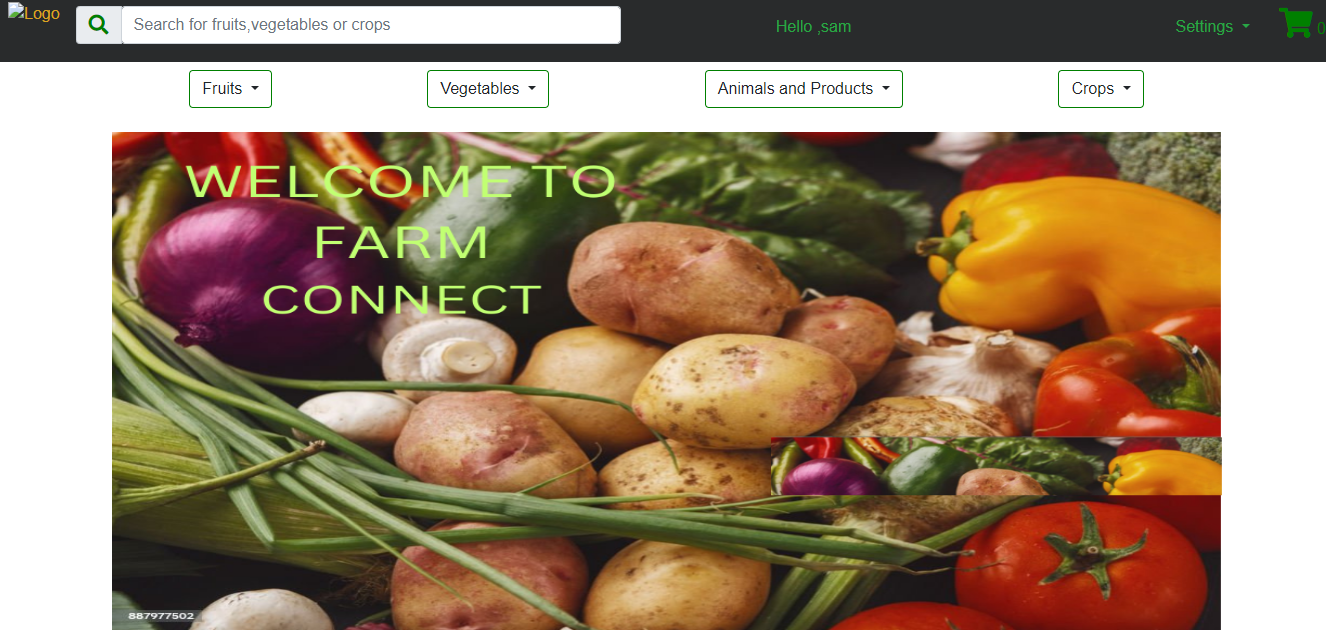 Logo
Search for fruits,vegetables or crops
Hello ,sam
Settings
0
Fruits
Vegetables
Animals and Products
Crops
WELCOME TO
FARM
CONNECT
887977502